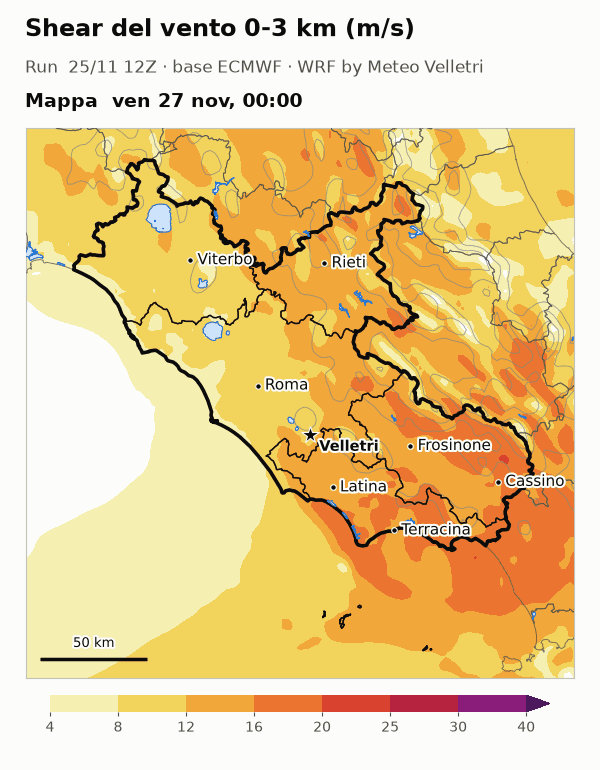 Shear del vento 0-3 km (m/s)
Run  25/11 12Z · base ECMWF · WRF by Meteo Velletri
Mappa  ven 27 nov, 00:00
Viterbo
Rieti
Roma
Velletri
Frosinone
Cassino
Latina
Terracina
50 km
4 8 12 16 20 25 30 40